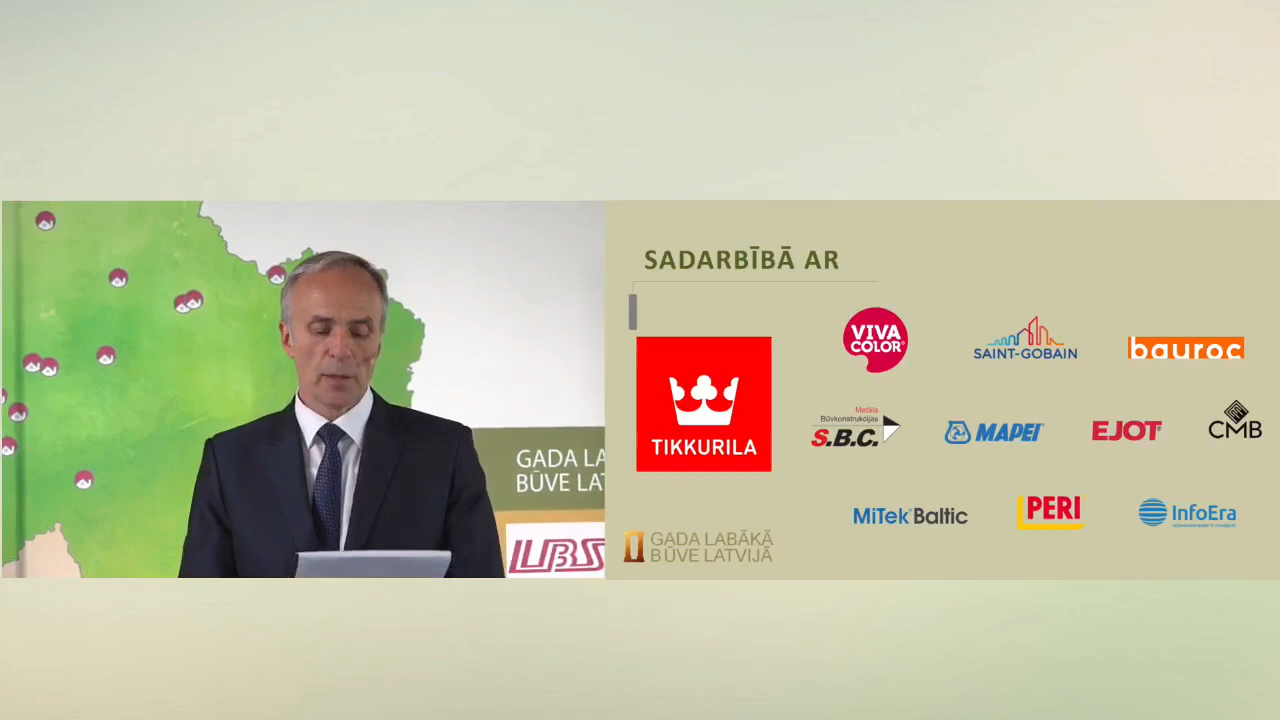 GADA LA
BŪVE LAT
LBS
SADARBĪBĀ AR
TIKKURILA
VIVA
COLOR
SAINT-GOBAIN
bauroc
Metāla
Būvkonstrukcijas
S.B.C.
MAPEI
EJOT
CMB
MiTek Baltic
PERI
InfoEra
GADA LABĀKĀ
BŪVE LATVIJĀ